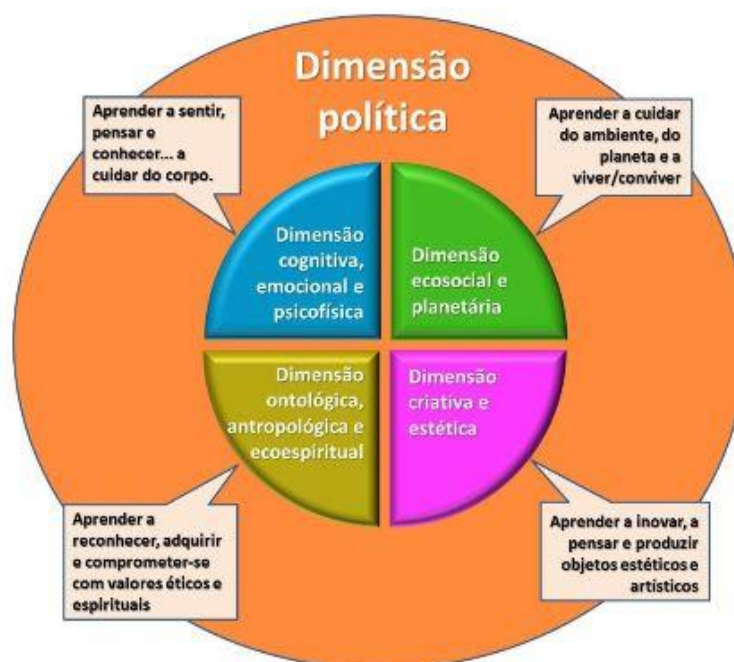 Dimensão
política
Aprender a sentir,
pensar e
conhecer... a
cuidar do corpo.
Aprender a cuidar
do ambiente, do
planeta e a
viver/conviver
Dimensão
cognitiva,
emocional e
psicofísica
Dimensão
ecosocial e
planetária
Dimensão
ontológica,
antropológica e
ecoespiritual
Dimensão
criativa e
estética
Aprender a
reconhecer, adquirir
e comprometer-se
com valores éticos e
espirituais
Aprender a inovar, a
pensar e produzir
objetos estéticos e
artísticos